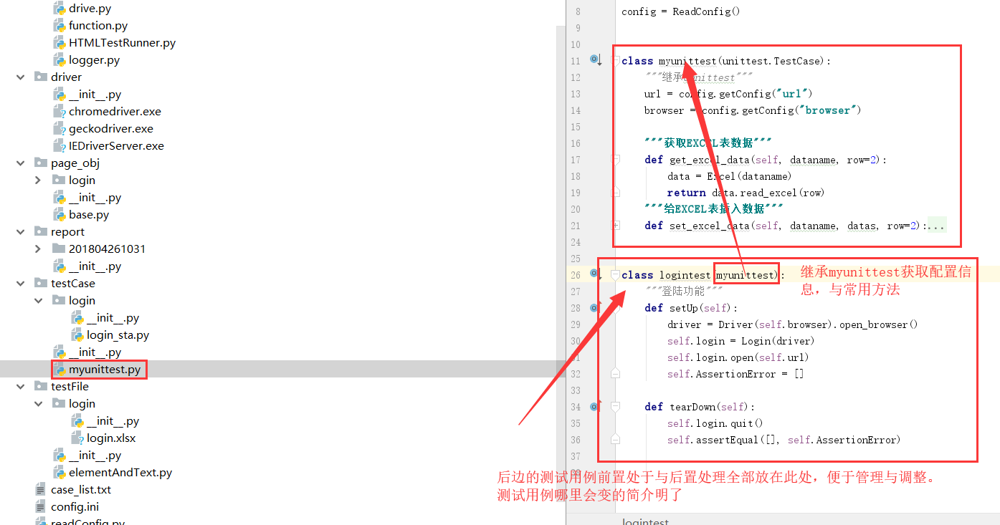 drive.py
function.py
HTMLTestRunner.py
logger.py
driver
__init__.py
chromedriver.exe
geckodriver.exe
IEDriverServer.exe
page_obj
login
__init__.py
base.py
report
201804261031
__init__.py
testCase
login
__init__.py
login_sta.py
__init__.py
myunittest.py
testFile
login
__init__.py
login.xlsx
__init__.py
elementAndText.py
case_list.txt
config.ini
readConfig.py
8 config = ReadConfig()
9
10
11 class myunittest(unittest.TestCase):
12 """继承unittest"""
13 url = config.getConfig("url")
14 browser = config.getConfig("browser")
15
16 """获取EXCEL表数据"""
17 def get_excel_data(self, dataname, row=2):
18 data = Excel(dataname)
19 return data.read_excel(row)
20 """给EXCEL表插入数据"""
21 def set_excel_data(self, dataname, datas, row=2):...
24
25
26 class logintest(myunittest):
27 """登陆功能"""
28 def setUp(self):
29 driver = Driver(self.browser).open_browser()
30 self.login = Login(driver)
31 self.login.open(self.url)
32 self.AssertionError = []
33
34 def tearDown(self):
35 self.login.quit()
36 self.assertEqual([], self.AssertionError)
37
继承myunittest获取配置信
息，与常用方法
后边的测试用例前置处于与后置处理全部放在此处，便于管理与调整。
测试用例哪里会变的简介明了
logintest